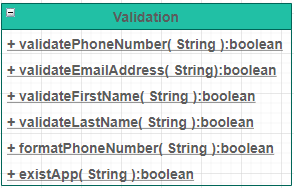 Validation
+ validatePhoneNumber( String ):boolean
+ validateEmailAddress( String):boolean
+ validateFirstName( String ):boolean
+ validateLastName( String ):boolean
+ formatPhoneNumber( String ):boolean
+ existApp( String ):boolean